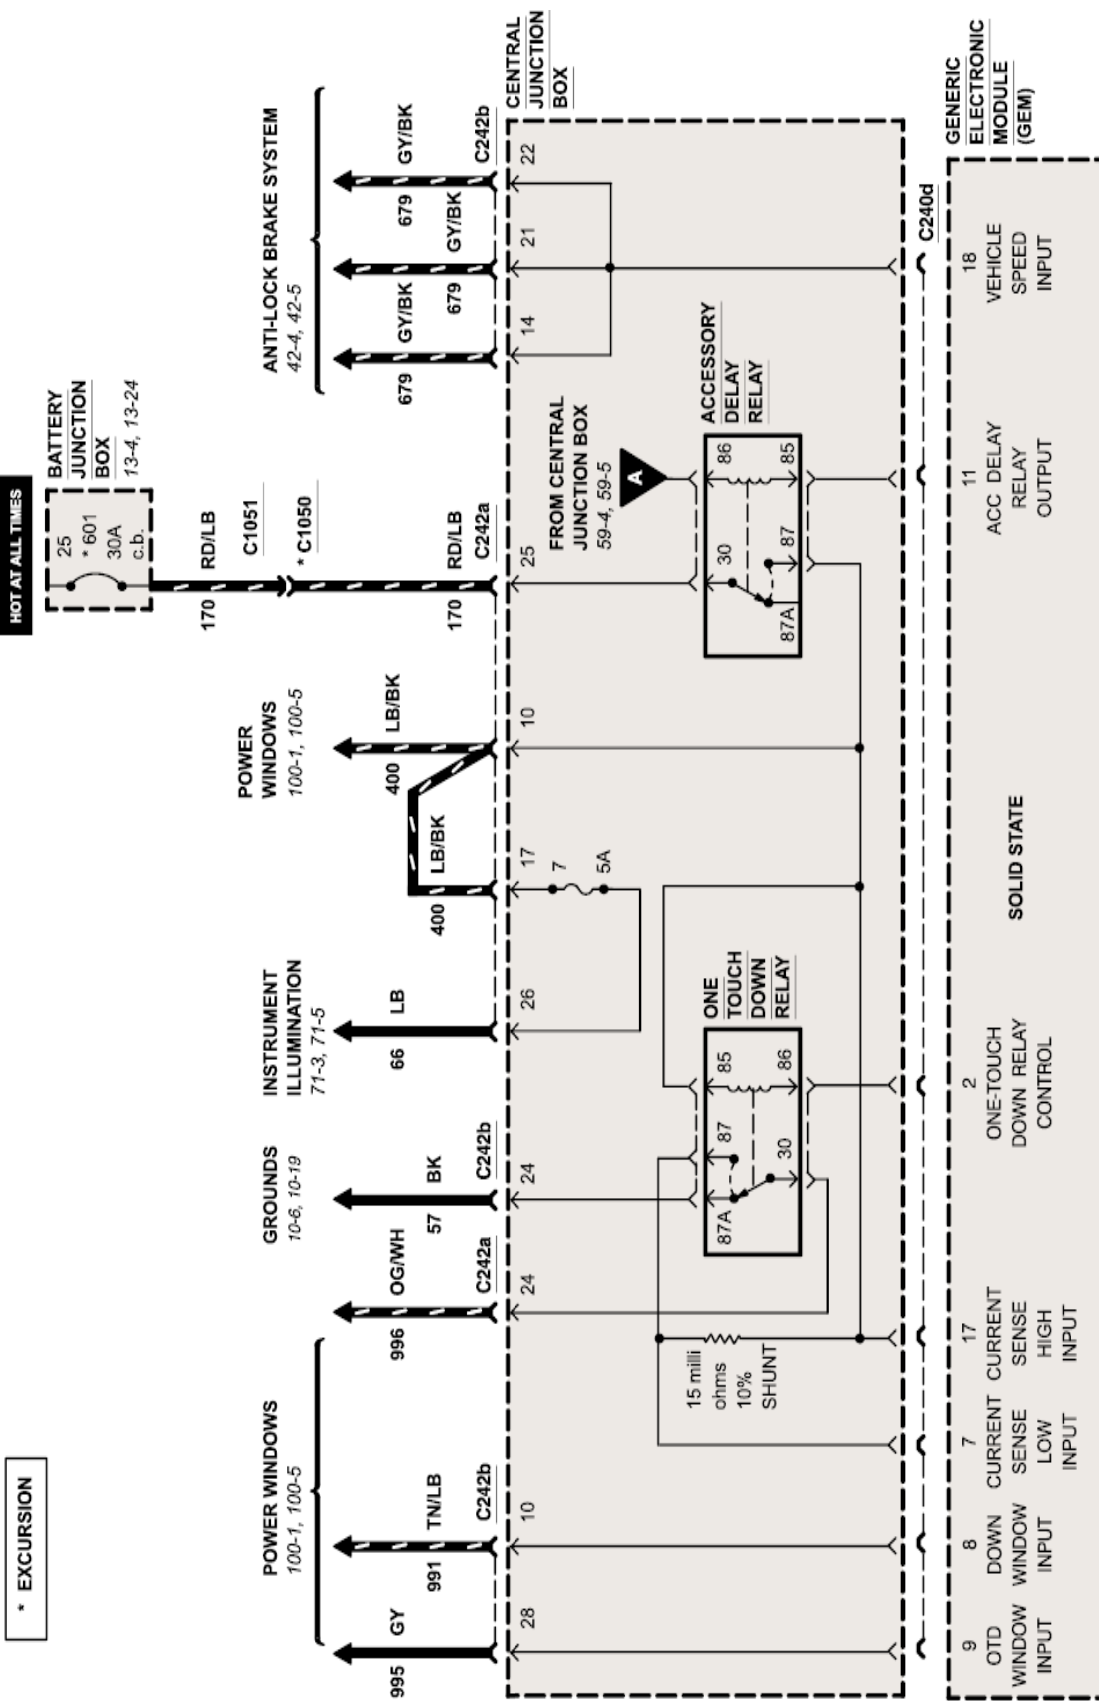 * EXCURSION
HOT AT ALL TIMES
BATTERY
JUNCTION
BOX
13-4, 13-24
25
* 601
30A
c.b.
170
RD/LB
C1051
* C1050
170
RD/LB
C242a
POWER WINDOWS
100-1, 100-5
995
GY
991
TN/LB
C242b
996
OG/WH
C242a
GROUNDS
10-6, 10-19
57
BK
C242b
INSTRUMENT
ILLUMINATION
71-3, 71-5
66
LB
POWER
WINDOWS
100-1, 100-5
400
LB/BK
400
LB/BK
ANTI-LOCK BRAKE SYSTEM
42-4, 42-5
679
GY/BK
679
GY/BK
679
GY/BK
C242b
CENTRAL
JUNCTION
BOX
28
10
24
24
26
17
10
25
14
21
22
7
5A
FROM CENTRAL
JUNCTION BOX
59-4, 59-5
A
ACCESSORY
DELAY
RELAY
30
86
87A
87
85
ONE
TOUCH
DOWN
RELAY
87A
87
85
30
86
15 milli
ohms
10%
SHUNT
C240d
GENERIC
ELECTRONIC
MODULE
(GEM)
9
OTD
WINDOW
INPUT
8
DOWN
WINDOW
INPUT
7
CURRENT
SENSE
LOW
INPUT
17
CURRENT
SENSE
HIGH
INPUT
2
ONE-TOUCH
DOWN RELAY
CONTROL
SOLID STATE
11
ACC DELAY
RELAY
OUTPUT
18
VEHICLE
SPEED
INPUT